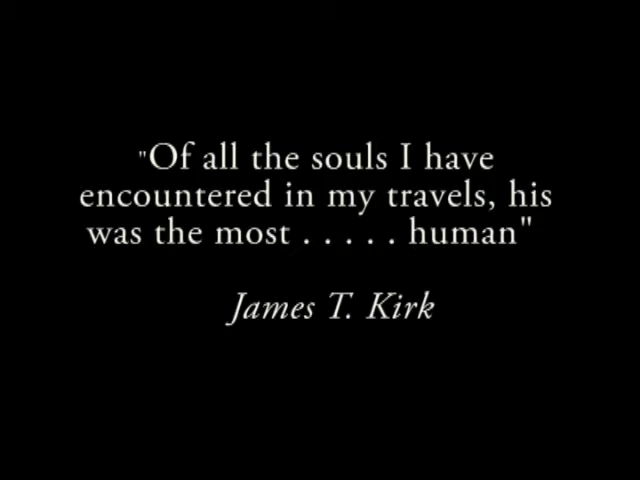 "Of all the souls I have
encountered in my travels, his
was the most . . . . . human"
James T. Kirk